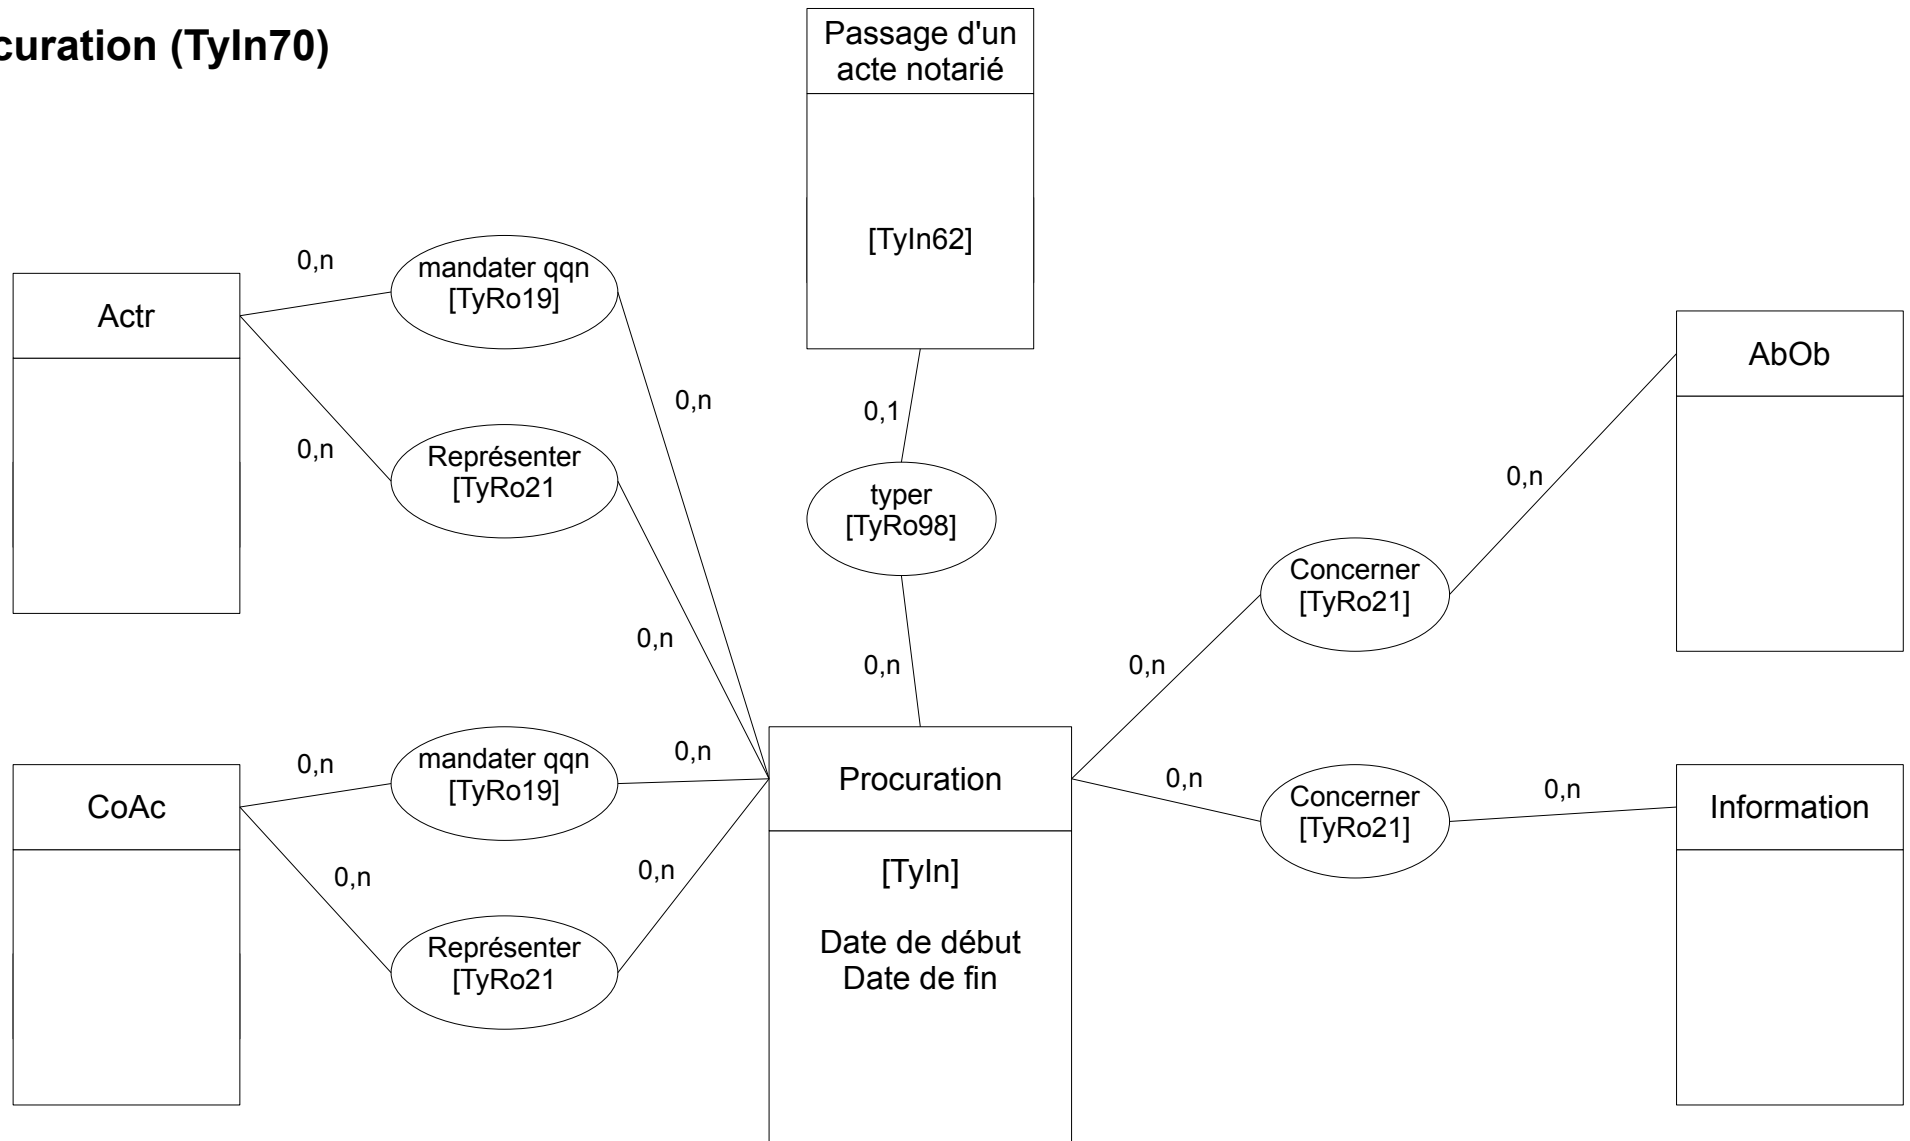 curation (TyIn70)
Passage d'un
acte notarié
[TyIn62]
0,n
mandater qqn
[TyRo19]
Actr
0,n
0,1
0,n
Représenter
[TyRo21
typer
[TyRo98]
0,n
0,n
AbOb
0,n
Concerner
[TyRo21]
0,n
0,n
mandater qqn
[TyRo19]
0,n
0,n
CoAc
Procuration
0,n
Concerner
[TyRo21]
0,n
Information
0,n
0,n
Représenter
[TyRo21
[TyIn]
Date de début
Date de fin